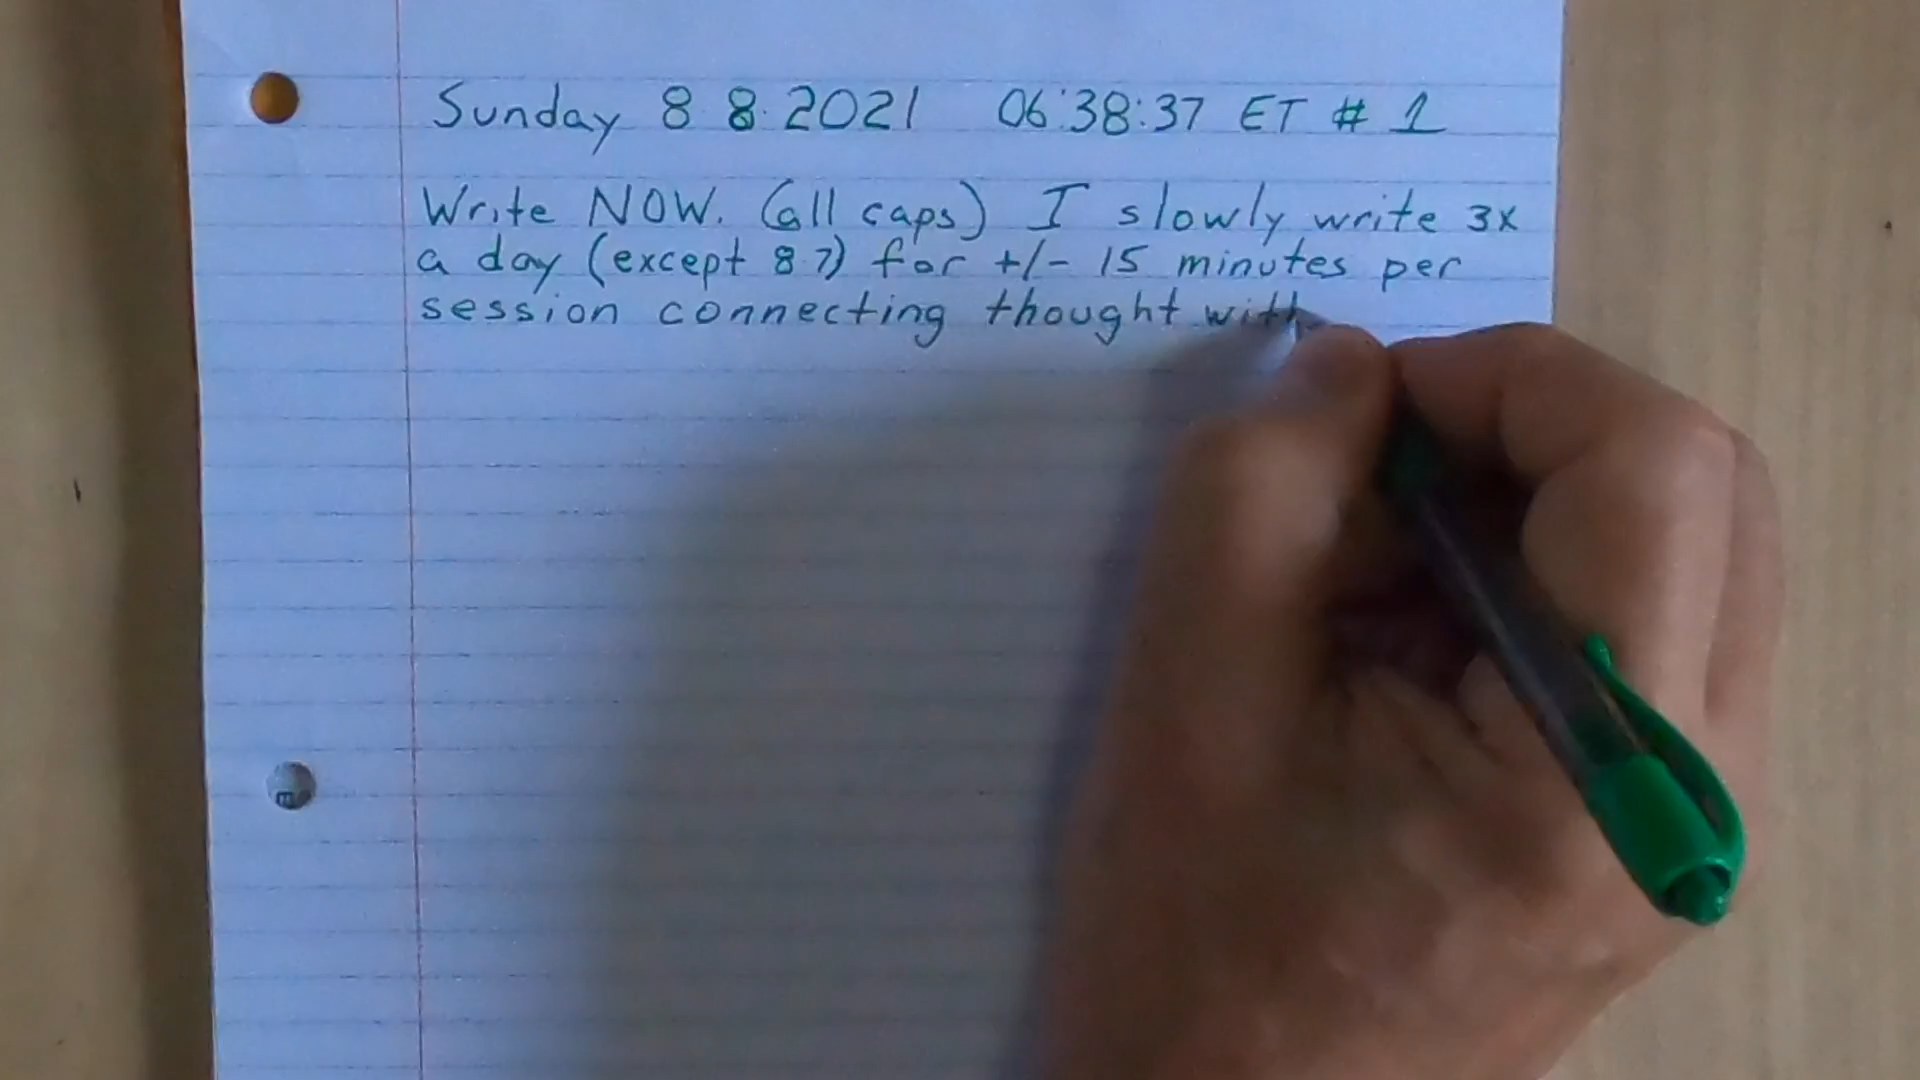 Sunday 8 8 2021 06:38:37 ET # 1
Write NOW. (all caps) I slowly write 3x
a day (except 8 7) for +/- 15 minutes per
session connecting thought with